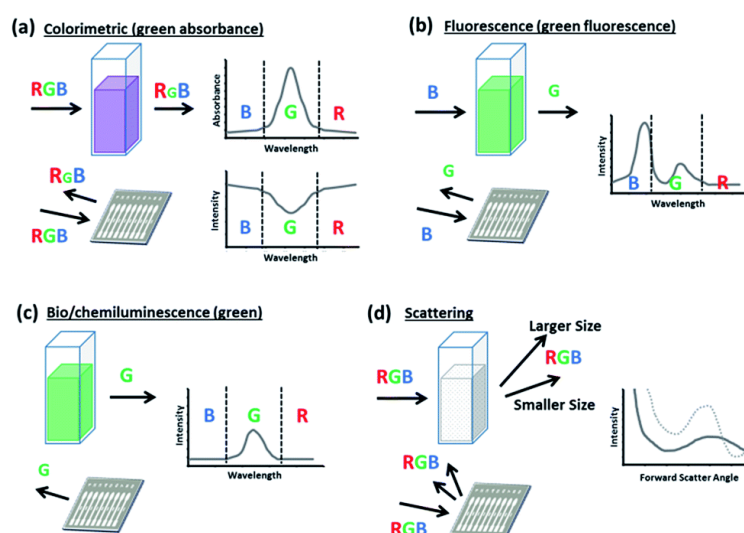 (a) Colorimetric (green absorbance)
RGB
RGB
Absorbance
B G R
Wavelength
RGB
RGB
Intensity
B G R
Wavelength
(b) Fluorescence (green fluorescence)
B
G
G
B
Intensity
B G R
Wavelength
(c) Bio/chemiluminescence (green)
G
G
Intensity
B G R
Wavelength
(d) Scattering
RGB
Larger Size
RGB
Smaller Size
RGB
RGB
Intensity
Forward Scatter Angle